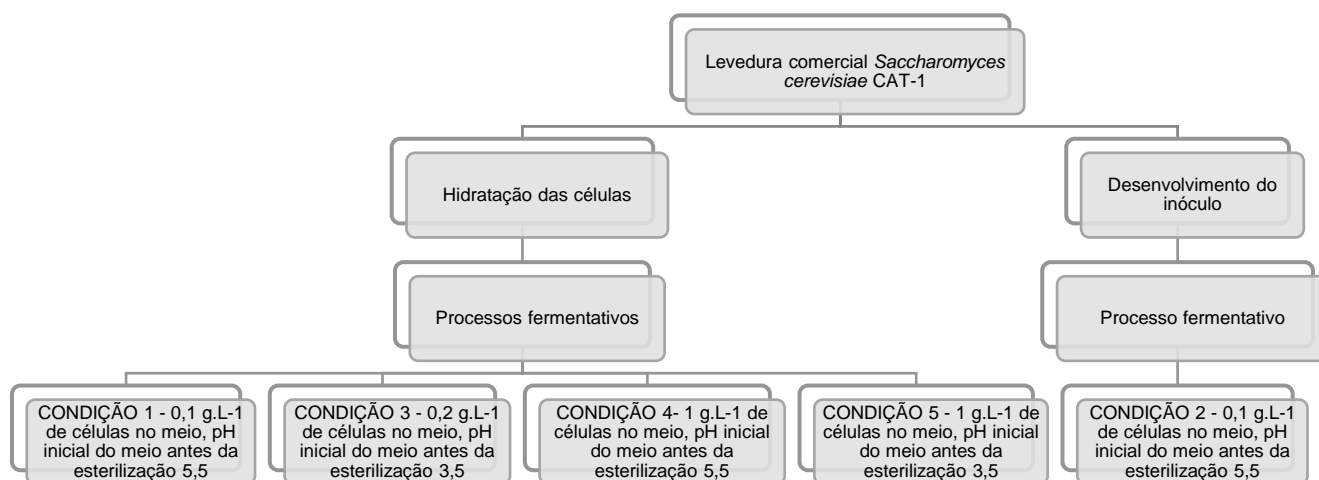 Levedura comercial Saccharomyces
cerevisiae CAT-1
Hidratação das células
Desenvolvimento do
inóculo
Processos fermentativos
Processo fermentativo
CONDIÇÃO 1 - 0,1 g.L-1
de células no meio, pH
inicial do meio antes da
esterilização 5,5
CONDIÇÃO 3 - 0,2 g.L-1
de células no meio, pH
inicial do meio antes da
esterilização 3,5
CONDIÇÃO 4- 1 g.L-1 de
células no meio, pH inicial
do meio antes da
esterilização 5,5
CONDIÇÃO 5 - 1 g.L-1 de
células no meio, pH inicial
do meio antes da
esterilização 3,5
CONDIÇÃO 2 - 0,1 g.L-1
de células no meio, pH
inicial do meio antes da
esterilização 5,5